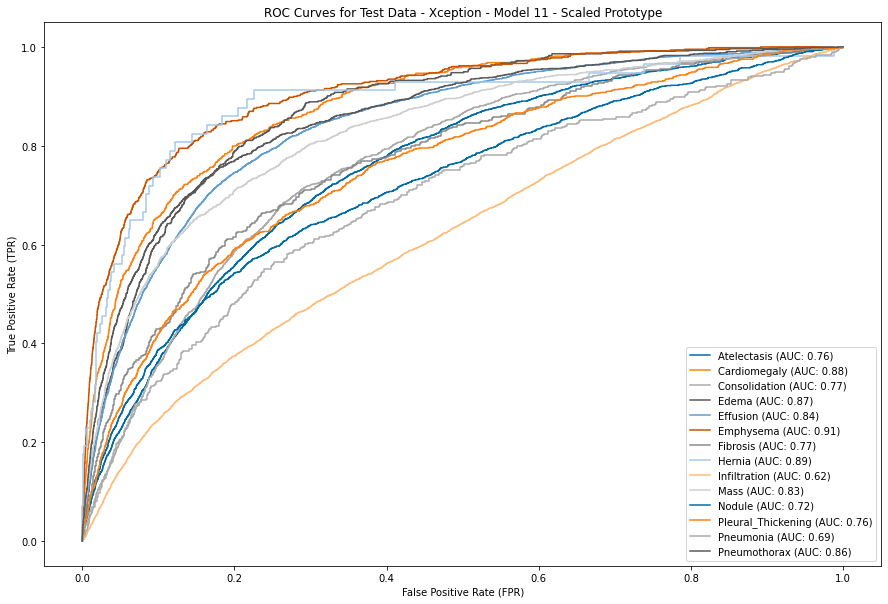 ROC Curves for Test Data - Xception - Model 11 - Scaled Prototype
True Positive Rate (TPR)
1.0
0.8
0.6
0.4
0.2
0.0
Atelectasis (AUC: 0.76)
Cardiomegaly (AUC: 0.88)
Consolidation (AUC: 0.77)
Edema (AUC: 0.87)
Effusion (AUC: 0.84)
Emphysema (AUC: 0.91)
Fibrosis (AUC: 0.77)
Hernia (AUC: 0.89)
Infiltration (AUC: 0.62)
Mass (AUC: 0.83)
Nodule (AUC: 0.72)
Pleural_Thickening (AUC: 0.76)
Pneumonia (AUC: 0.69)
Pneumothorax (AUC: 0.86)
0.0 0.2 0.4 0.6 0.8 1.0
False Positive Rate (FPR)